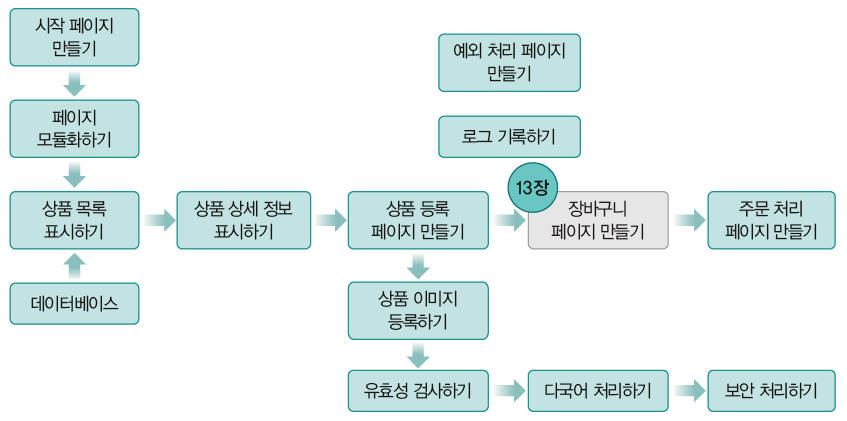 시작 페이지
만들기
예외 처리 페이지
만들기
페이지
모듈화하기
로그 기록하기
13장
상품 목록
표시하기
상품 상세 정보
표시하기
상품 등록
페이지 만들기
장바구니
페이지 만들기
주문 처리
페이지 만들기
데이터베이스
상품 이미지
등록하기
유효성 검사하기
다국어 처리하기
보안 처리하기